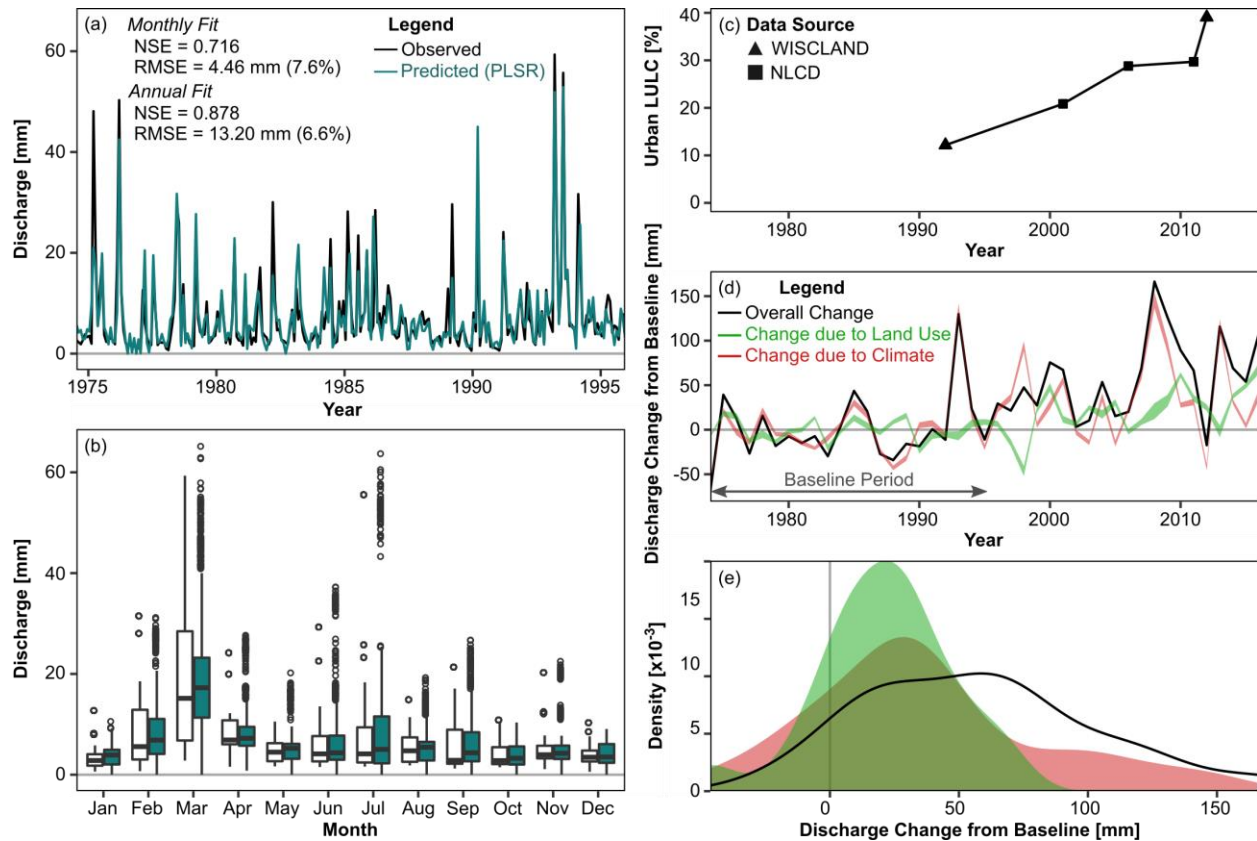 (a)
Monthly Fit
NSE = 0.716
RMSE = 4.46 mm (7.6%)
Annual Fit
NSE = 0.878
RMSE = 13.20 mm (6.6%)
Legend
Observed
Predicted (PLSR)
Discharge [mm]
60
40
20
0
1975 1980 1985 1990 1995
Year
(b)
Discharge [mm]
60
40
20
0
Jan Feb Mar Apr May Jun Jul Aug Sep Oct Nov Dec
Month
(c) Data Source
WISCLAND
NLCD
Urban LULC [%]
40
30
20
10
0
1980 1990 2000 2010
Year
(d) Legend
Overall Change
Change due to Land Use
Change due to Climate
Discharge Change from Baseline [mm]
150
100
50
0
-50
Baseline Period
1980 1990 2000 2010
Year
(e)
Density [x10⁻³]
15
10
5
0
0 50 100 150
Discharge Change from Baseline [mm]